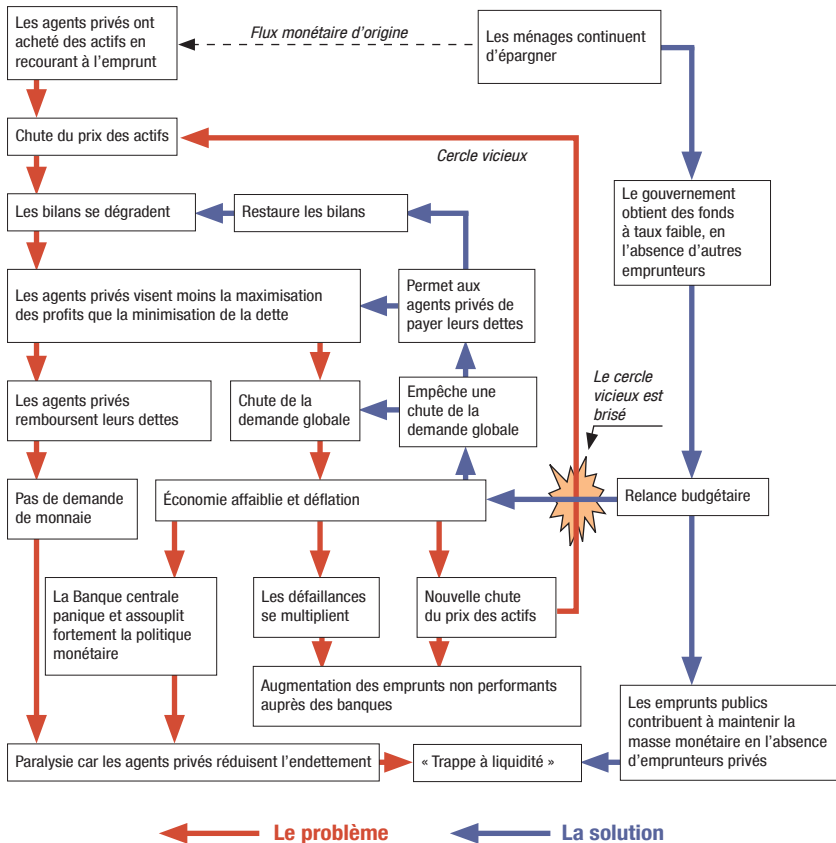 Les agents privés ont
acheté des actifs en
recourant à l'emprunt
Flux monétaire d'origine
Les ménages continuent
d'épargner
Chute du prix des actifs
Cercle vicieux
Les bilans se dégradent
Restaure les bilans
Le gouvernement
obtient des fonds
à taux faible, en
l'absence d'autres
emprunteurs
Les agents privés visent moins la maximisation
des profits que la minimisation de la dette
Permet aux
agents privés de
payer leurs dettes
Les agents privés
remboursent leurs dettes
Chute de la
demande globale
Empêche une
chute de la
demande globale
Le cercle
vicieux est
brisé
Pas de demande
de monnaie
Économie affaiblie et déflation
Relance budgétaire
La Banque centrale
panique et assouplit
fortement la politique
monétaire
Les défaillances
se multiplient
Nouvelle chute
du prix des actifs
Augmentation des emprunts non performants
auprès des banques
Les emprunts publics
contribuent à maintenir la
masse monétaire en l'absence
d'emprunteurs privés
Paralysie car les agents privés réduisent l'endettement
« Trappe à liquidité »
Le problème
La solution